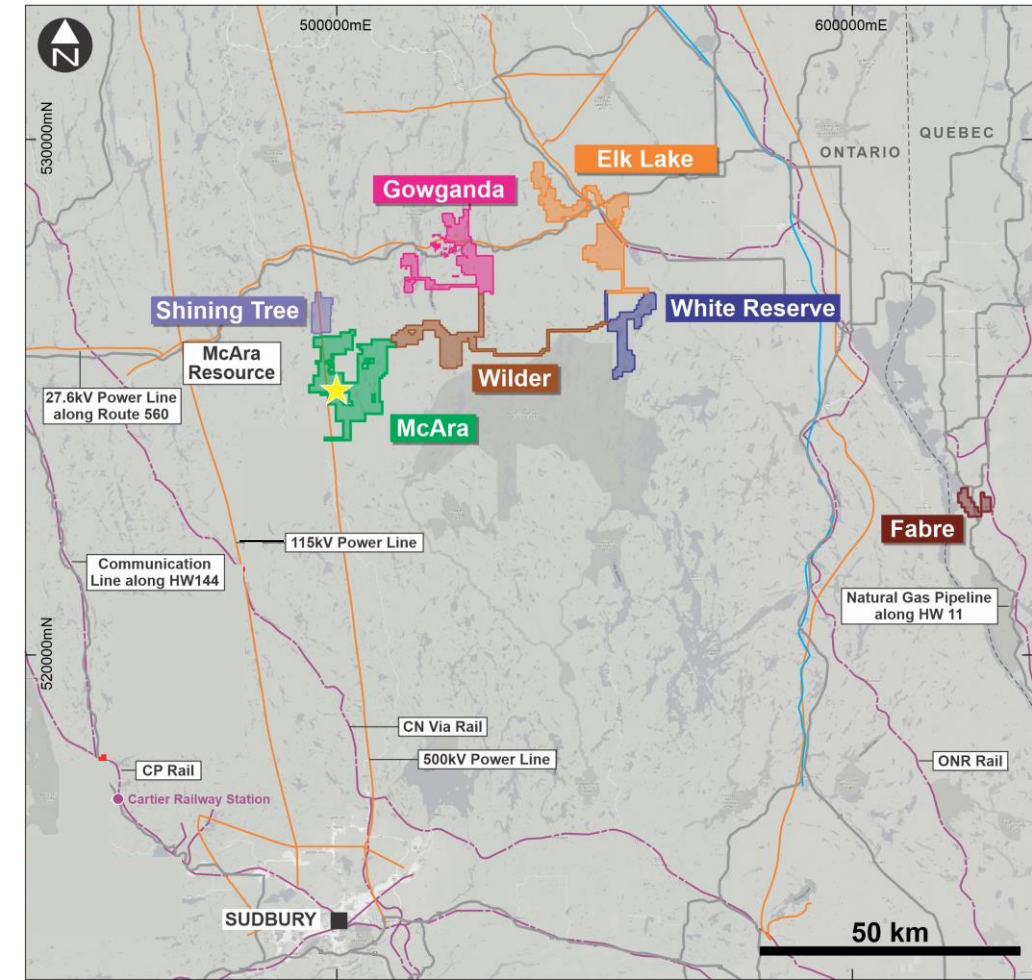 500000mE
600000mE
N
530000mN
QUEBEC
ONTARIO
Elk Lake
Gowganda
Shining Tree
White Reserve
McAra
Resource
Wilder
27.6kV Power Line
along Route 560
McAra
Fabre
115kV Power Line
Communication
Line along HW144
Natural Gas Pipeline
along HW 11
520000mN
CN Via Rail
500kV Power Line
ONR Rail
CP Rail
Cartier Railway Station
SUDBURY
50 km